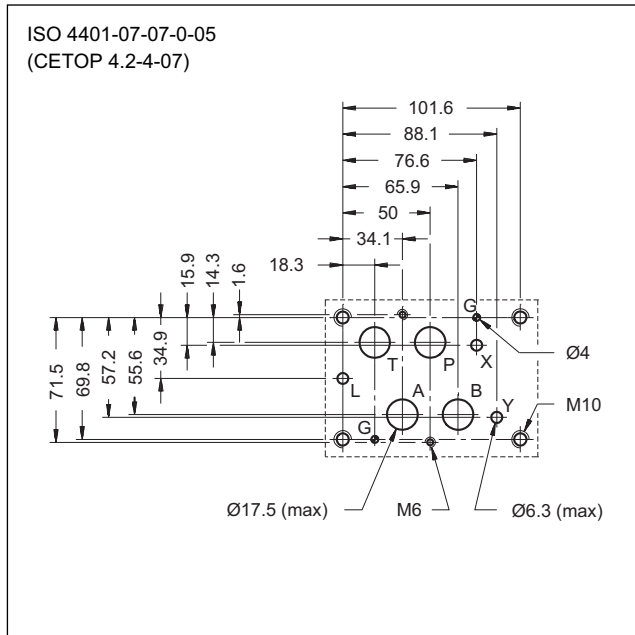 ISO 4401-07-07-0-05
(CETOP 4.2-4-07)
101.6
88.1
76.6
65.9
50
34.1
18.3
15.9
14.3
1.6
G
Ø4
T
P
X
71.5
69.8
57.2
55.6
34.9
L
A
B
Y
M10
G
Ø17.5 (max)
M6
Ø6.3 (max)